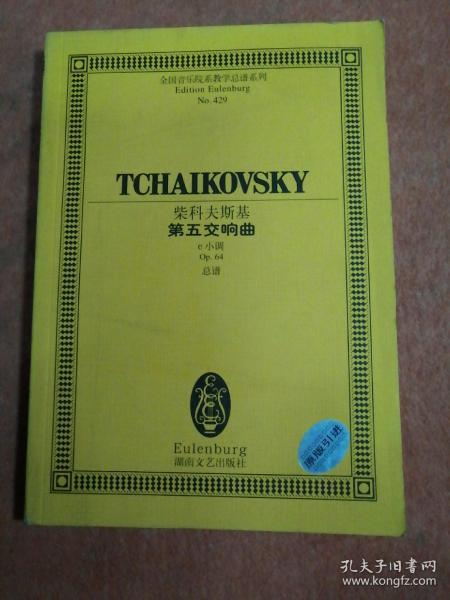 全国音乐院系教学总谱系列
Edition Eulenburg
No. 429
TCHAIKOVSKY
柴科夫斯基
第五交响曲
e小调
Op. 64
总谱
Eulenburg
湖南文艺出版社
原版引进
孔夫子旧书网
www.kongfz.com